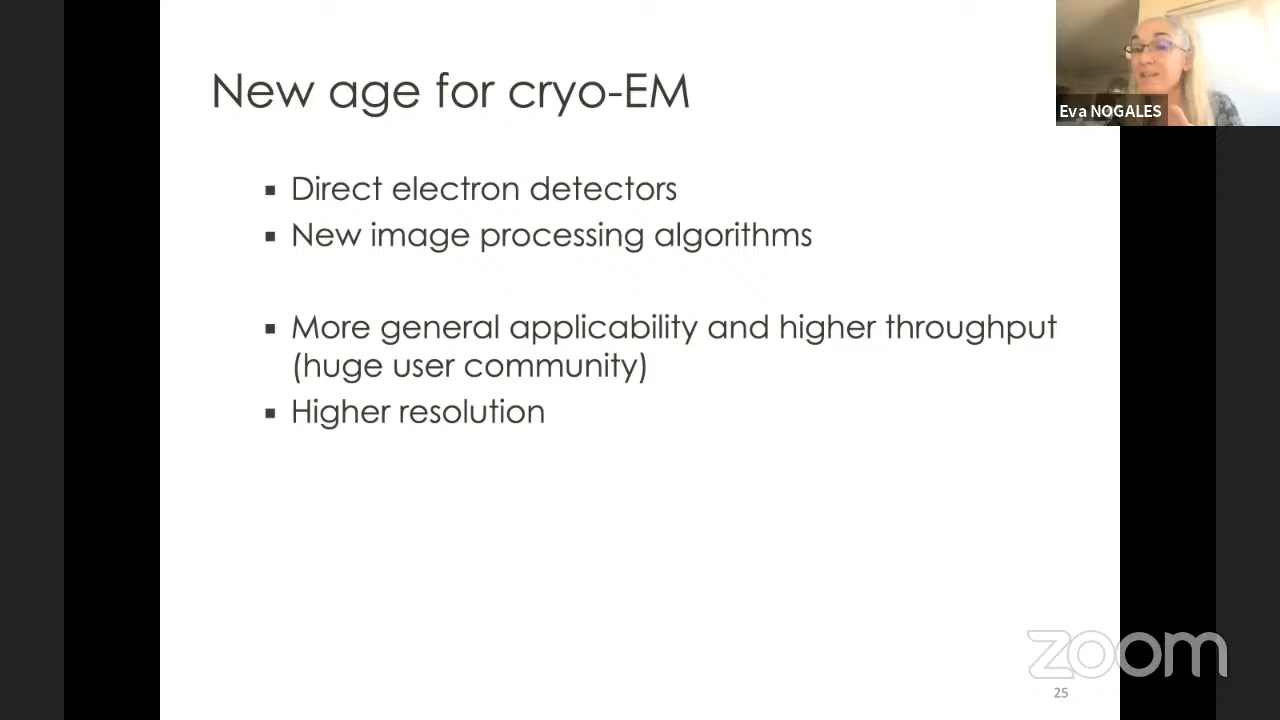 New age for cryo-EM
Eva NOGALES
▪ Direct electron detectors
▪ New image processing algorithms
▪ More general applicability and higher throughput
(huge user community)
▪ Higher resolution
zoom
25